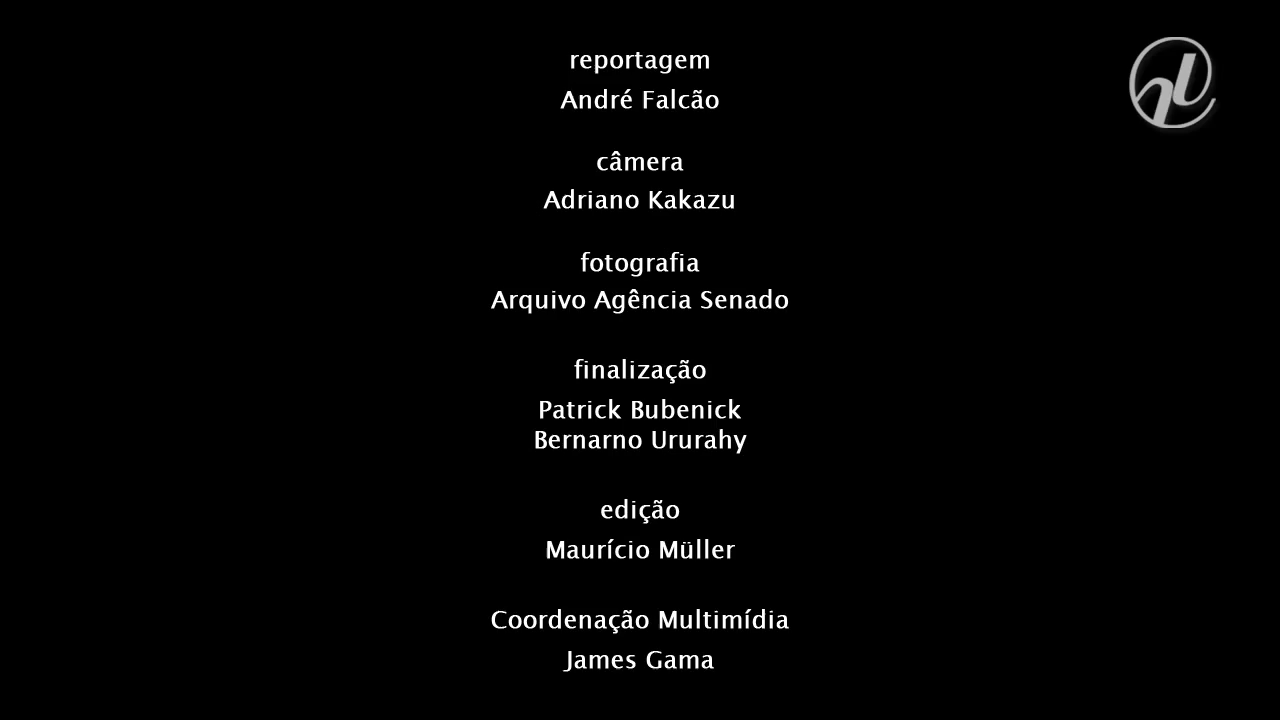 reportagem
André Falcão
câmera
Adriano Kakazu
fotografia
Arquivo Agência Senado
finalização
Patrick Bubenick
Bernarno Ururahy
edição
Maurício Müller
Coordenação Multimídia
James Gama